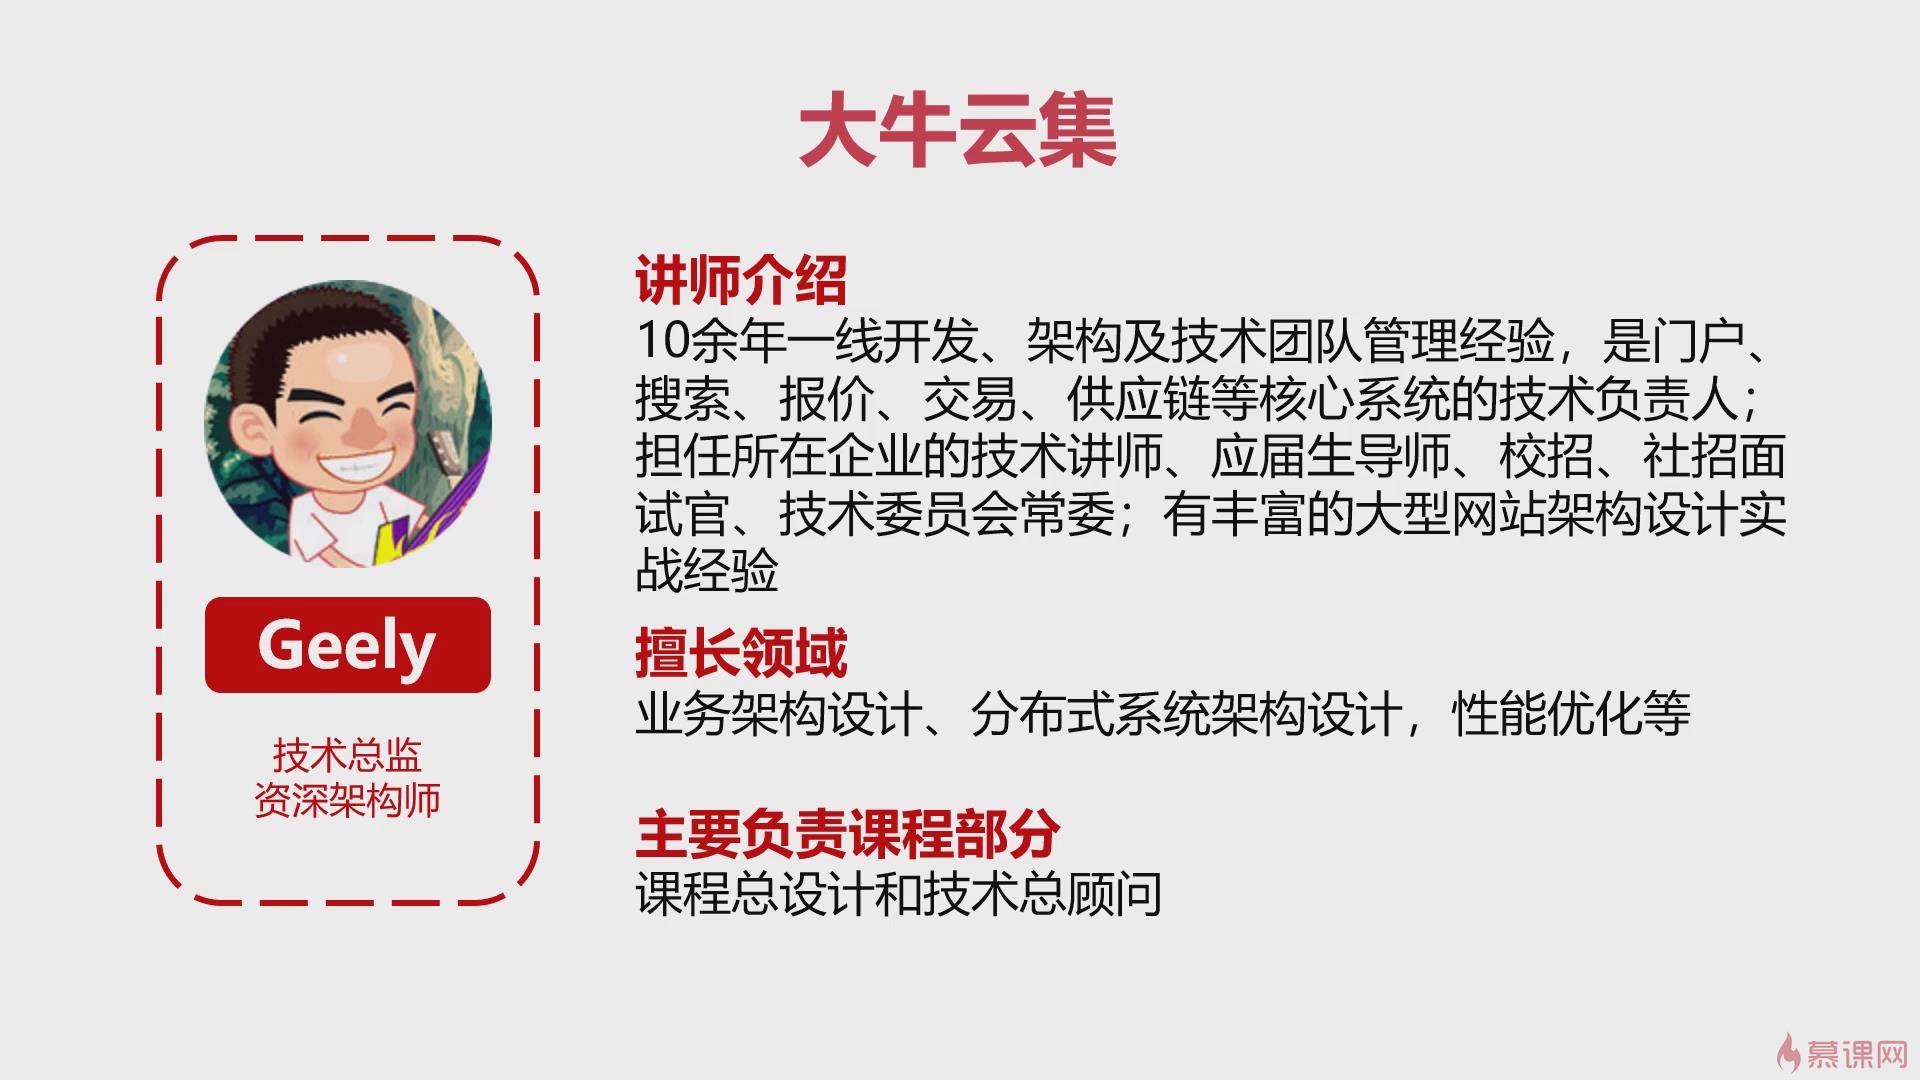 大牛云集
讲师介绍
10余年一线开发、架构及技术团队管理经验，是门户、
搜索、报价、交易、供应链等核心系统的技术负责人；
担任所在企业的技术讲师、应届生导师、校招、社招面
试官、技术委员会常委；有丰富的大型网站架构设计实
战经验
Geely
技术总监
资深架构师
擅长领域
业务架构设计、分布式系统架构设计，性能优化等
主要负责课程部分
课程总设计和技术总顾问
慕课网